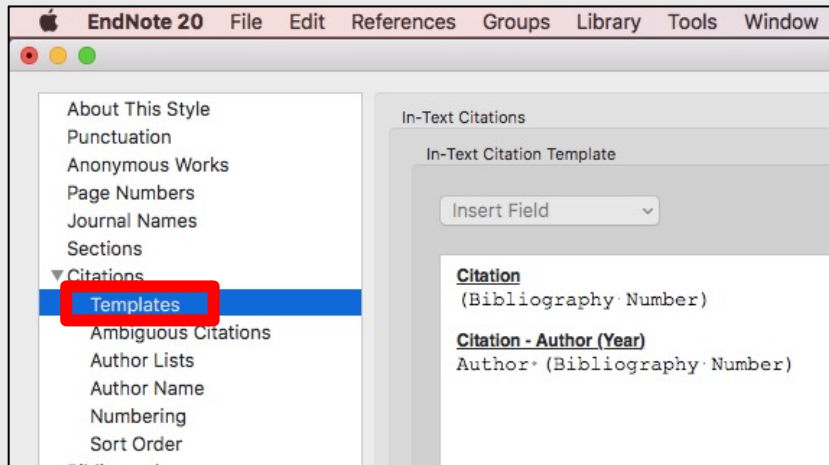 EndNote 20 File Edit References Groups Library Tools Window
About This Style
Punctuation
Anonymous Works
Page Numbers
Journal Names
Sections
Citations
Templates
Ambiguous Citations
Author Lists
Author Name
Numbering
Sort Order
In-Text Citations
In-Text Citation Template
Insert Field
Citation
(Bibliography·Number)
Citation - Author (Year)
Author (Bibliography·Number)